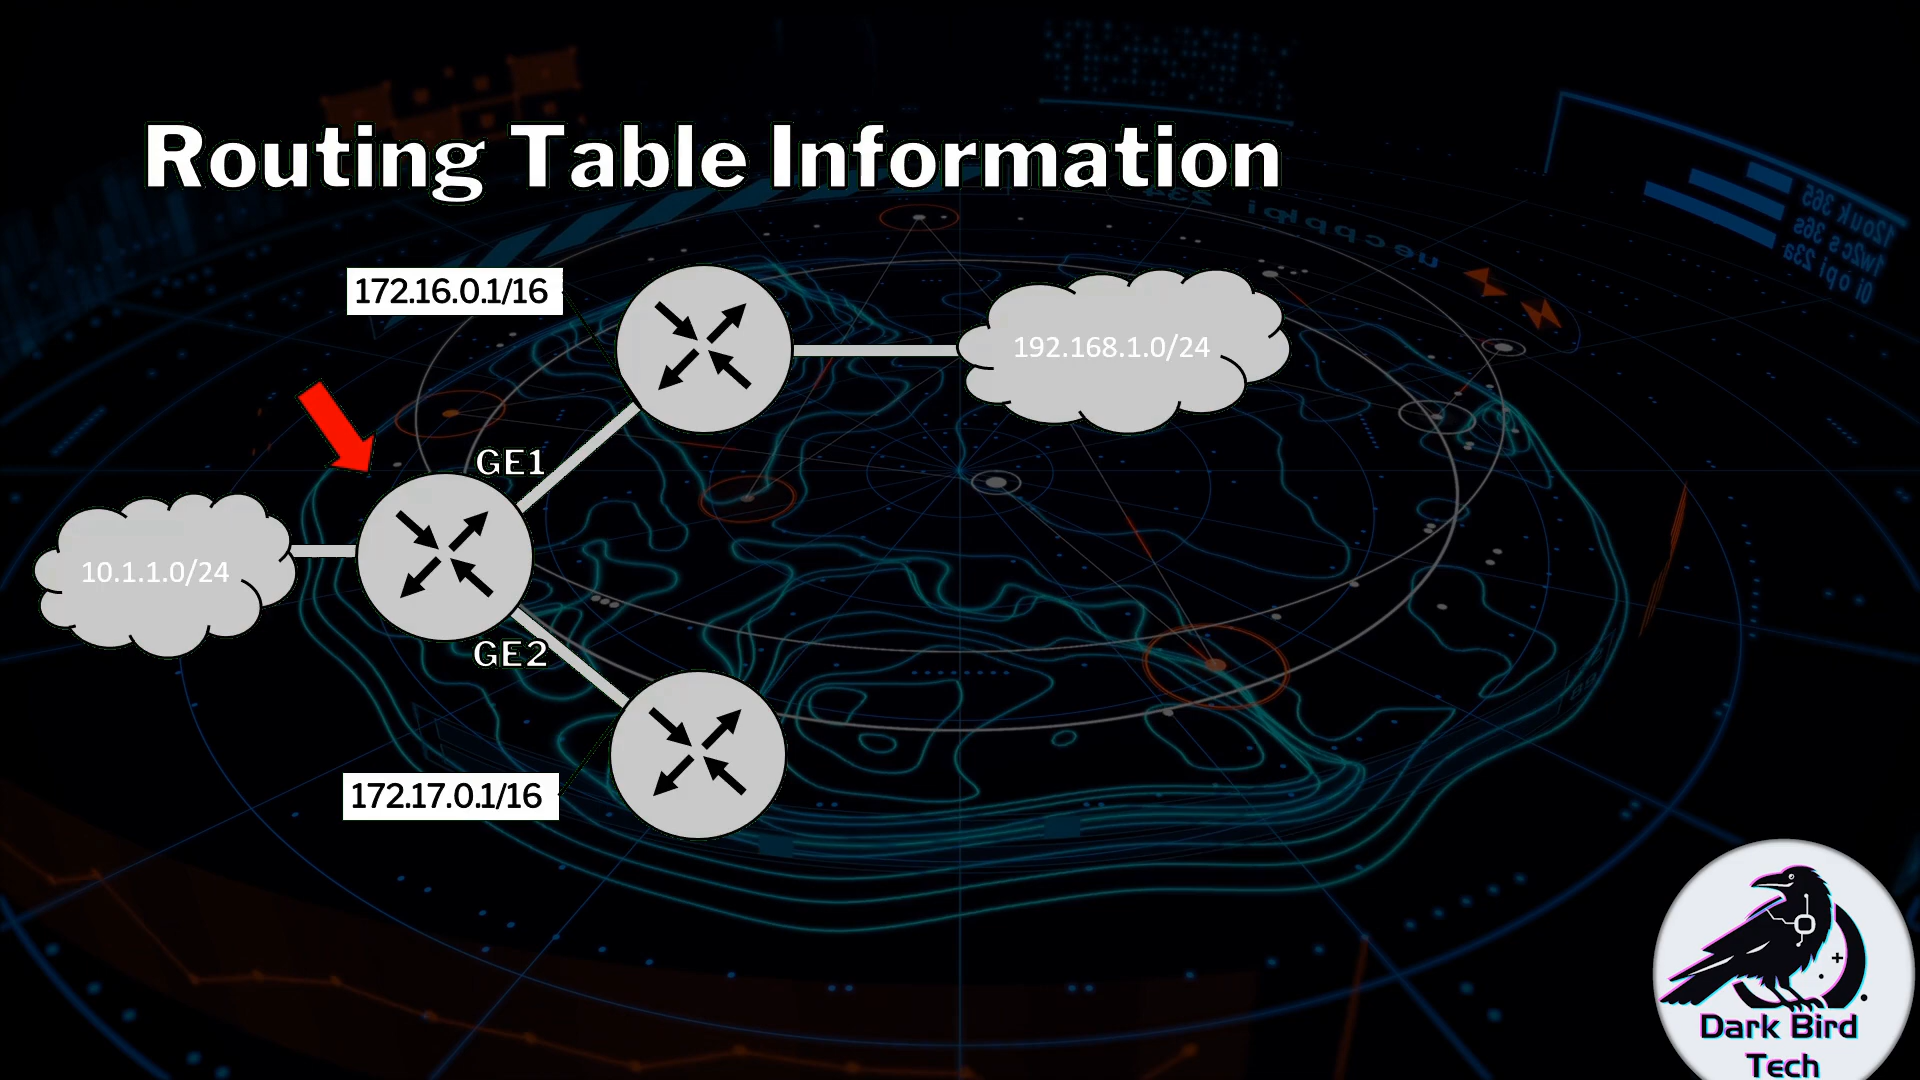 Routing Table Information
172.16.0.1/16
192.168.1.0/24
GE1
10.1.1.0/24
GE2
172.17.0.1/16
Dark Bird
Tech